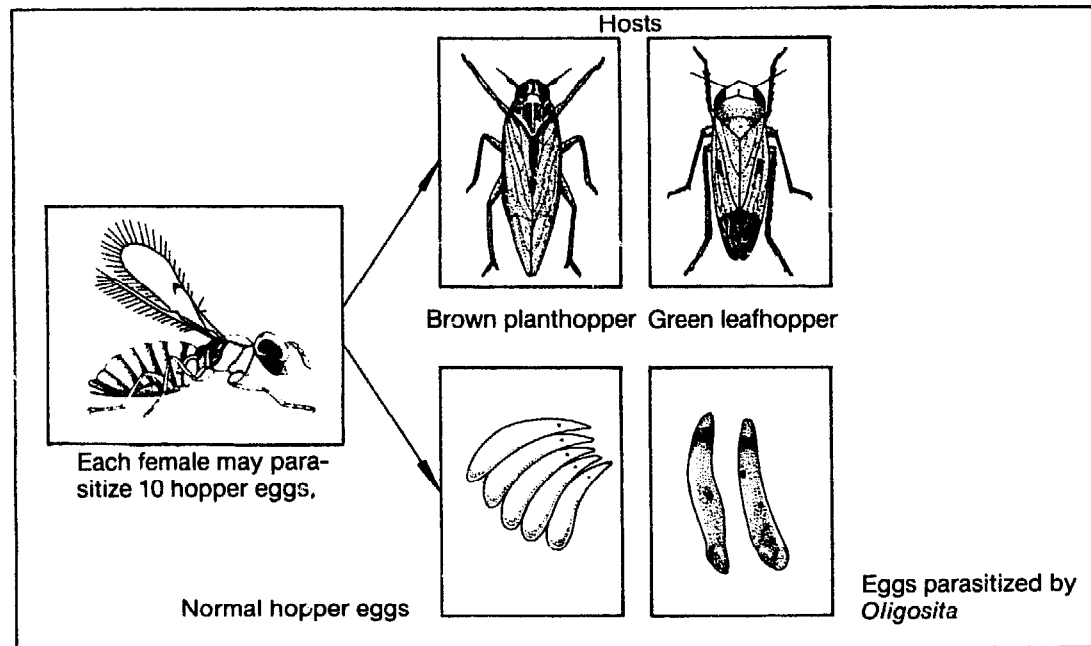 Hosts
Brown planthopper
Green leafhopper
Each female may para-
sitize 10 hopper eggs.
Normal hopper eggs
Eggs parasitized by
Oligosita